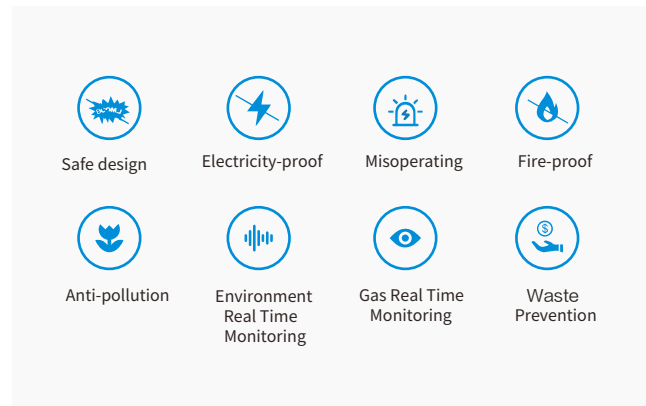 Safe design
Electricity-proof
Misoperating
Fire-proof
Anti-pollution
Environment
Real Time
Monitoring
Gas Real Time
Monitoring
Waste
Prevention
$